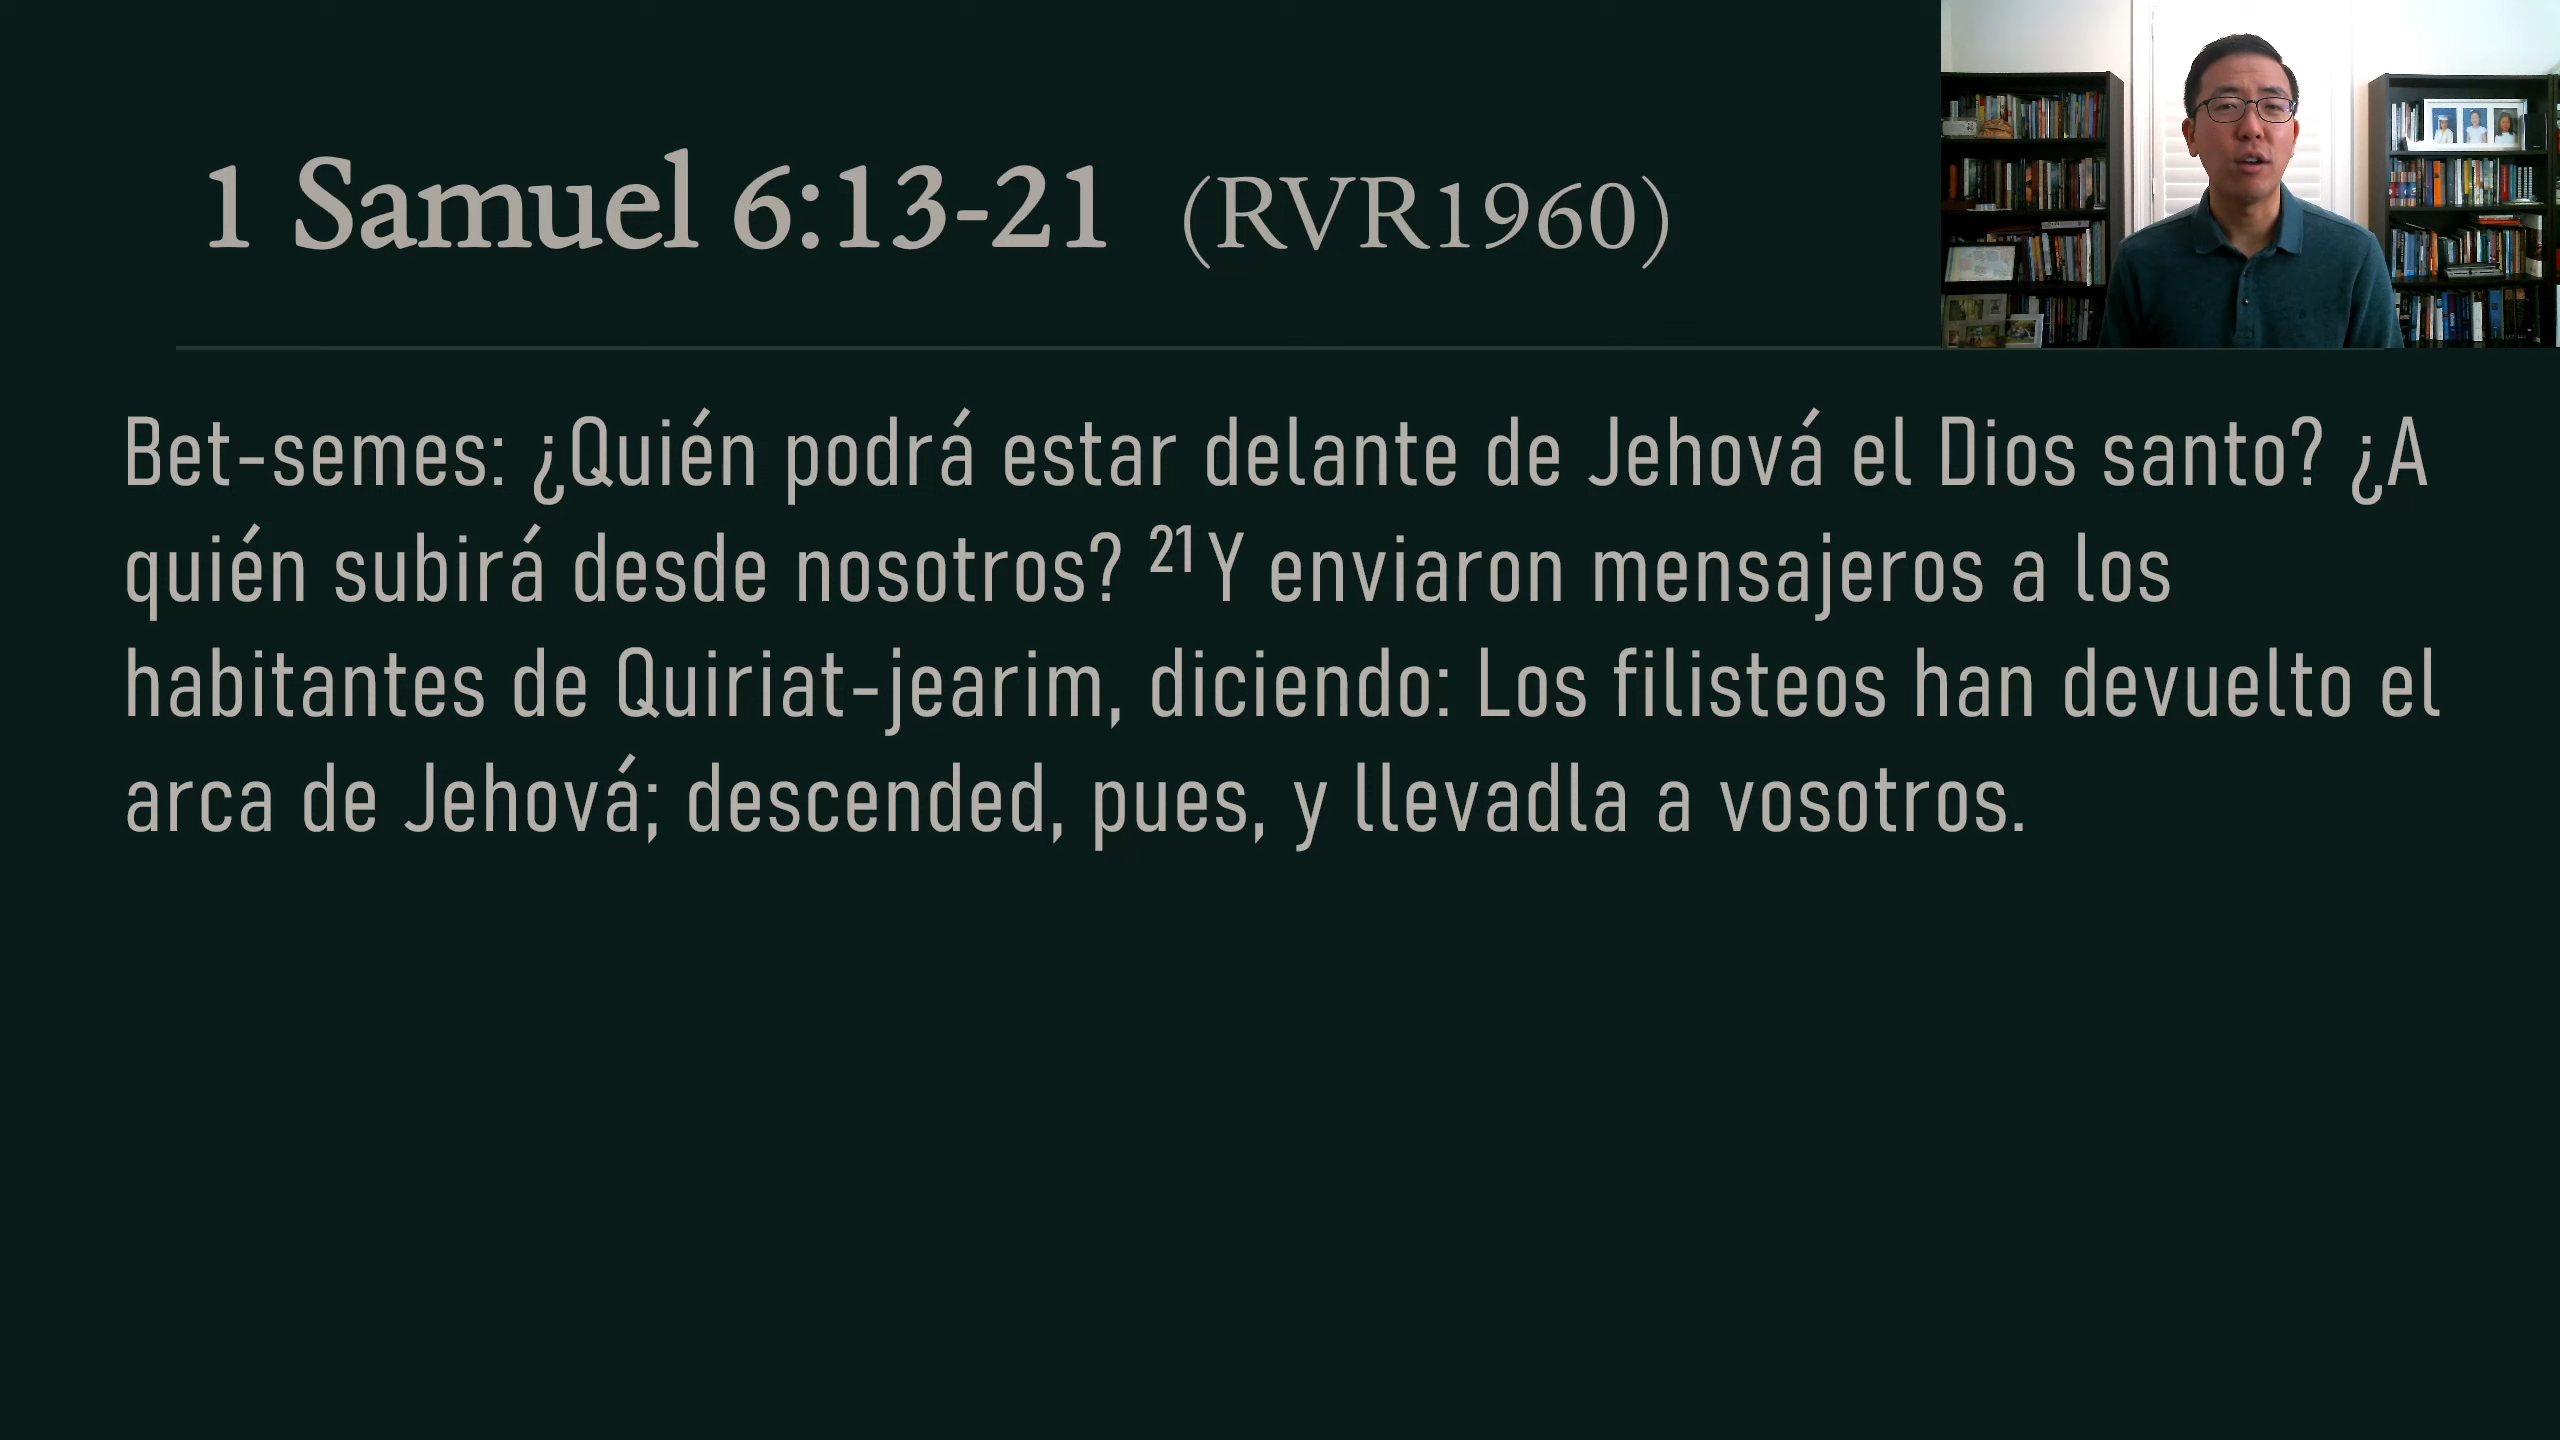 1 Samuel 6:13-21 (RVR1960)
Bet-semes: ¿Quién podrá estar delante de Jehová el Dios santo? ¿A
quién subirá desde nosotros? 21 Y enviaron mensajeros a los
habitantes de Quiriat-jearim, diciendo: Los filisteos han devuelto el
arca de Jehová; descended, pues, y llevadla a vosotros.